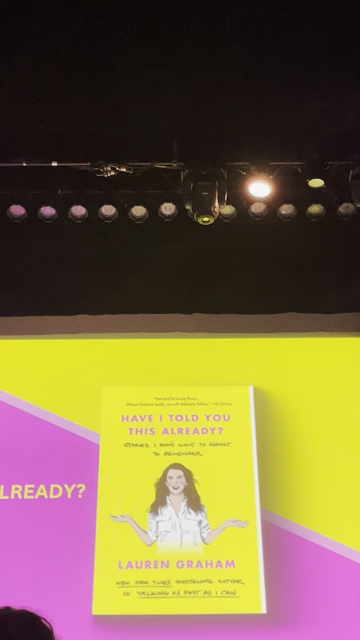 HAVE I TOLD YOU
THIS ALREADY?
STORIES I DON'T WANT TO FORGET
TO REMEMBER
LREADY?
LAUREN GRAHAM
NEW YORK TIMES BESTSELLING AUTHOR
OF TALKING AS FAST AS I CAN